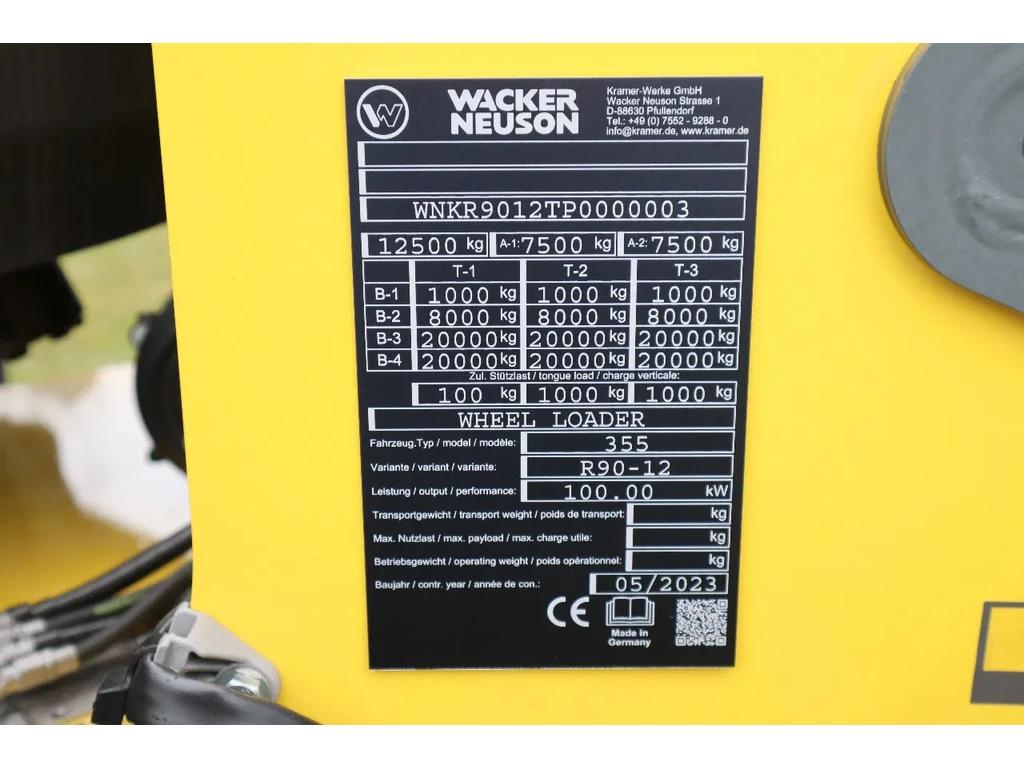 WACKER
NEUSON
Kramer-Werke GmbH
Wacker Neuson Strasse 1
D-88630 Pfullendorf
Tel.: +49 (0) 7552 - 9288 - 0
info@kramer.de, www.kramer.de
WNKR9012TP0000003
12500 kg A-1: 7500 kg A-2: 7500 kg
T-1 T-2 T-3
B-1 1000 kg 1000 kg 1000 kg
B-2 8000 kg 8000 kg 8000 kg
B-3 20000 kg 20000 kg 20000 kg
B-4 20000 kg 20000 kg 20000 kg
Zul. Stützlast / tongue load / charge verticale:
100 kg 1000 kg 1000 kg
WHEEL LOADER
Fahrzeug.Typ / model / modèle: 355
Variante / variant / variante: R90-12
Leistung / output / performance: 100.00 kW
Transportgewicht / transport weight / poids de transport: kg
Max. Nutzlast / max. payload / max. charge utile: kg
Betriebsgewicht / operating weight / poids opérationnel: kg
Baujahr / contr. year / année de con.: 05/2023
CE
Made in
Germany